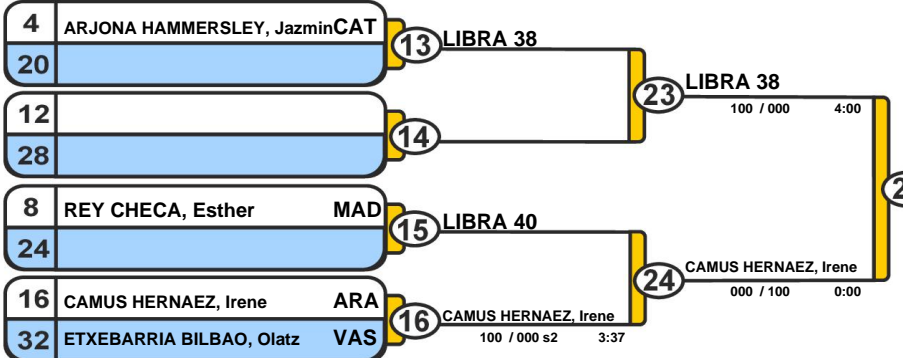 4 ARJONA HAMMERSLEY, Jazmin CAT
20
13 LIBRA 38
12
28
14
23 LIBRA 38
100 / 000 4:00
8 REY CHECA, Esther MAD
24
15 LIBRA 40
16 CAMUS HERNAEZ, Irene ARA
32 ETXEBARRIA BILBAO, Olatz VAS
16 CAMUS HERNAEZ, Irene
100 / 000 s2 3:37
24 CAMUS HERNAEZ, Irene
000 / 100 0:00